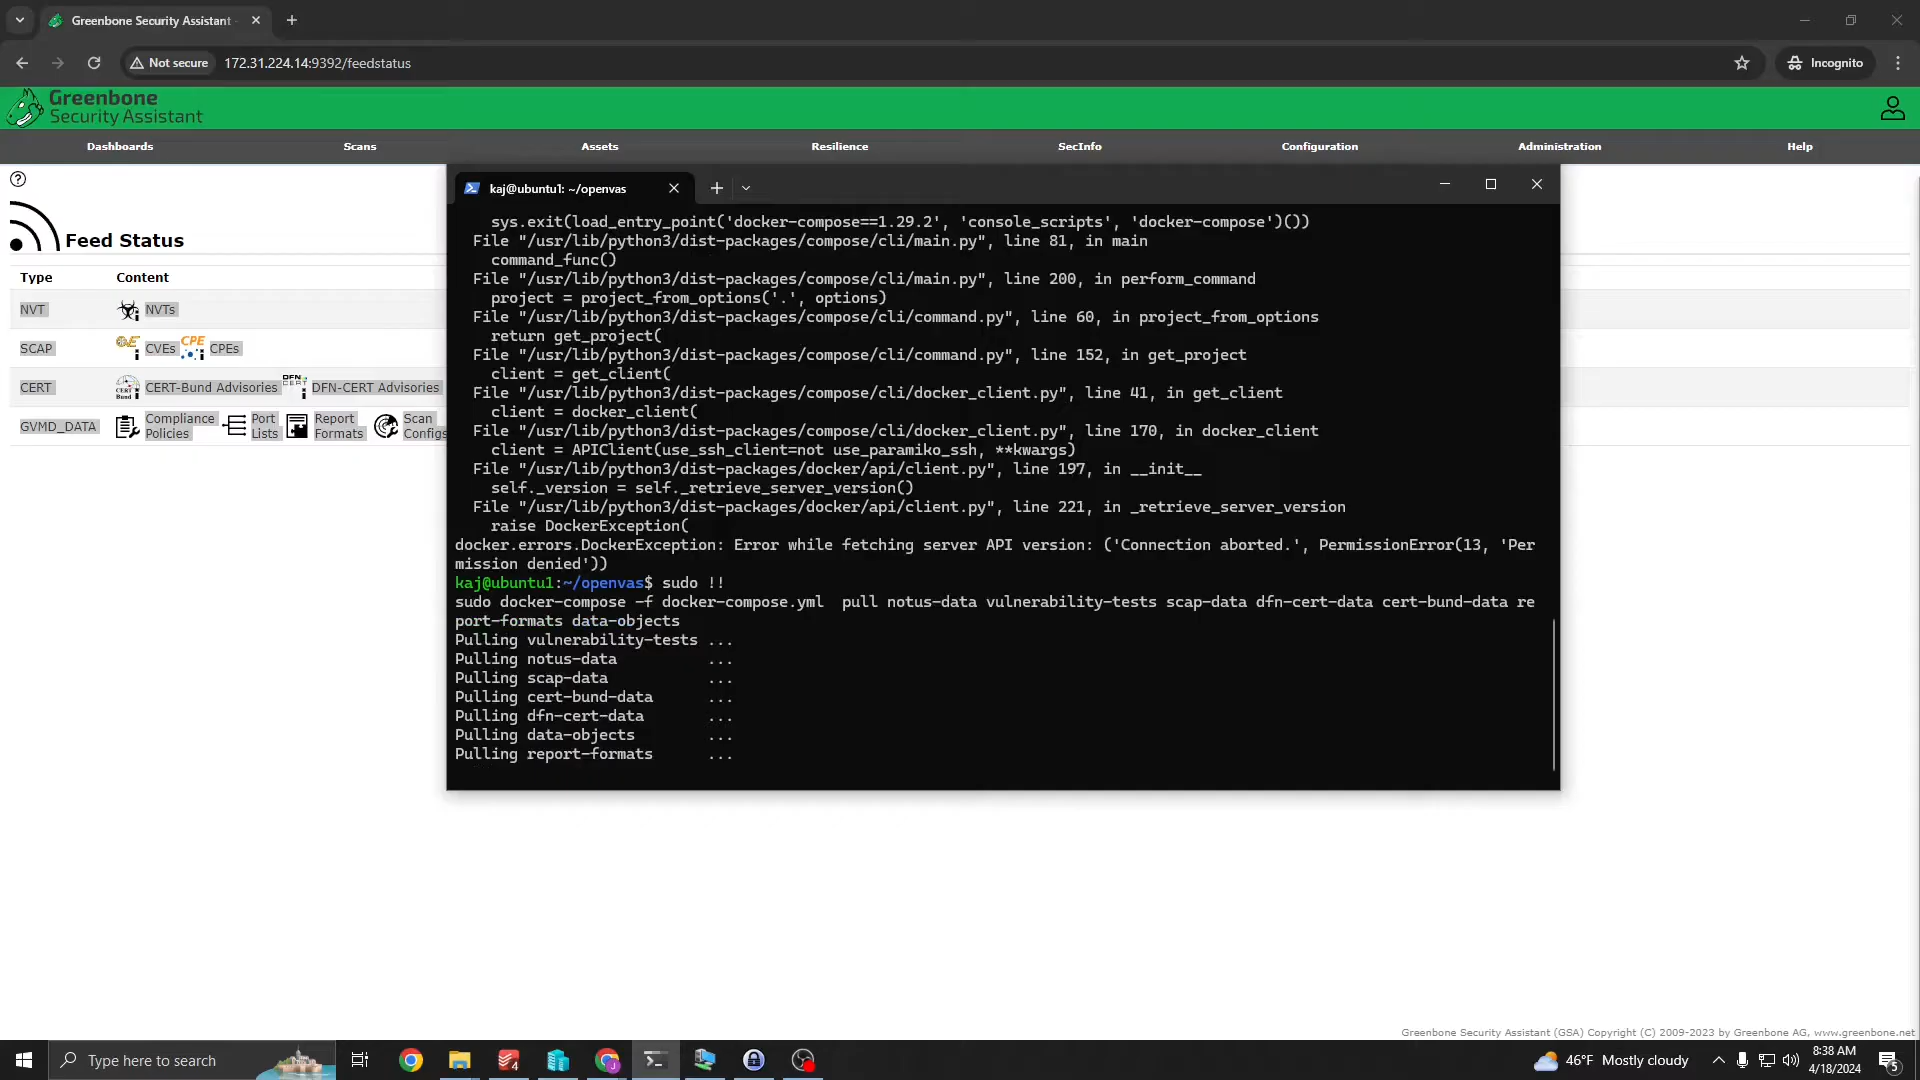 Greenbone Security Assistant -
Not secure
172.31.224.14:9392/feedstatus
Incognito
Greenbone
Security Assistant
Dashboards Scans Assets Resilience SecInfo Configuration Administration Help
Feed Status
Type Content
NVT NVTs
SCAP CVE CVEs CPE CPEs
CERT CERT-Bund Advisories DFN-CERT DFN-CERT Advisories
GVMD_DATA Compliance Policies Port Lists Report Formats Scan Configs
kaj@ubuntu1: ~/openvas
sys.exit(load_entry_point('docker-compose==1.29.2', 'console_scripts', 'docker-compose')())
File "/usr/lib/python3/dist-packages/compose/cli/main.py", line 81, in main
command_func()
File "/usr/lib/python3/dist-packages/compose/cli/main.py", line 200, in perform_command
project = project_from_options('.', options)
File "/usr/lib/python3/dist-packages/compose/cli/command.py", line 60, in project_from_options
return get_project(
File "/usr/lib/python3/dist-packages/compose/cli/command.py", line 152, in get_project
client = get_client(
File "/usr/lib/python3/dist-packages/compose/cli/docker_client.py", line 41, in get_client
client = docker_client(
File "/usr/lib/python3/dist-packages/compose/cli/docker_client.py", line 170, in docker_client
client = APIClient(use_ssh_client=not use_paramiko_ssh, **kwargs)
File "/usr/lib/python3/dist-packages/docker/api/client.py", line 197, in __init__
self._version = self._retrieve_server_version()
File "/usr/lib/python3/dist-packages/docker/api/client.py", line 221, in _retrieve_server_version
raise DockerException(
docker.errors.DockerException: Error while fetching server API version: ('Connection aborted.', PermissionError(13, 'Per
mission denied'))
kaj@ubuntu1:~/openvas$ sudo !!
sudo docker-compose -f docker-compose.yml  pull notus-data vulnerability-tests scap-data dfn-cert-data cert-bund-data re
port-formats data-objects
Pulling vulnerability-tests ...
Pulling notus-data ...
Pulling scap-data ...
Pulling cert-bund-data ...
Pulling dfn-cert-data ...
Pulling data-objects ...
Pulling report-formats ...
Greenbone Security Assistant (GSA) Copyright (C) 2009-2023 by Greenbone AG, www.greenbone.net
Type here to search
4
46°F Mostly cloudy
8:38 AM
4/18/2024
5